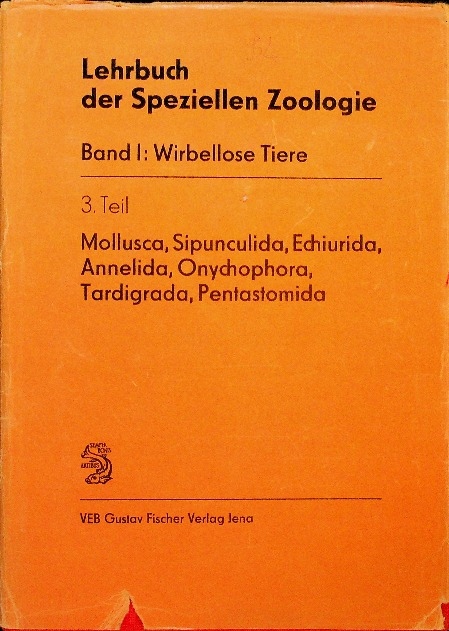 Lehrbuch
der Speziellen Zoologie
Band I: Wirbellose Tiere
3. Teil
Mollusca, Sipunculida, Echiurida,
Annelida, Onychophora,
Tardigrada, Pentastomida
VEB Gustav Fischer Verlag Jena